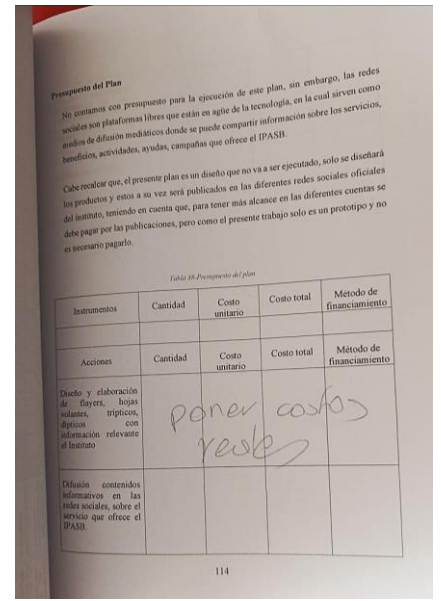 Presupuesto del Plan
No contamos con presupuesto para la ejecución de este plan, sin embargo, las redes
sociales son plataformas libres que están en agüe de la tecnología, en la cual sirven como
medios de difusión mediáticos donde se puede compartir información sobre los servicios,
beneficios, actividades, ayudas, campañas que ofrece el IPASB.
Cabe recalcar que, el presente plan es un diseño que no va a ser ejecutado, solo se diseñará
los productos y estos a su vez será publicados en las diferentes redes sociales oficiales
del instituto, teniendo en cuenta que, para tener más alcance en las diferentes cuentas se
debe pagar por las publicaciones, pero como el presente trabajo solo es un prototipo y no
es necesario pagarlo.
Tabla 38-Presupuesto del plan
Instrumentos Cantidad Costo unitario Costo total Método de financiamiento
Acciones Cantidad Costo unitario Costo total Método de financiamiento
Diseño y elaboración
de flayers, hojas
volantes, trípticos,
dípticos con
información relevante
el Instituto
poner costos
reales
Difusión contenidos
informativos en las
redes sociales, sobre el
servicio que ofrece el
IPASB.
114